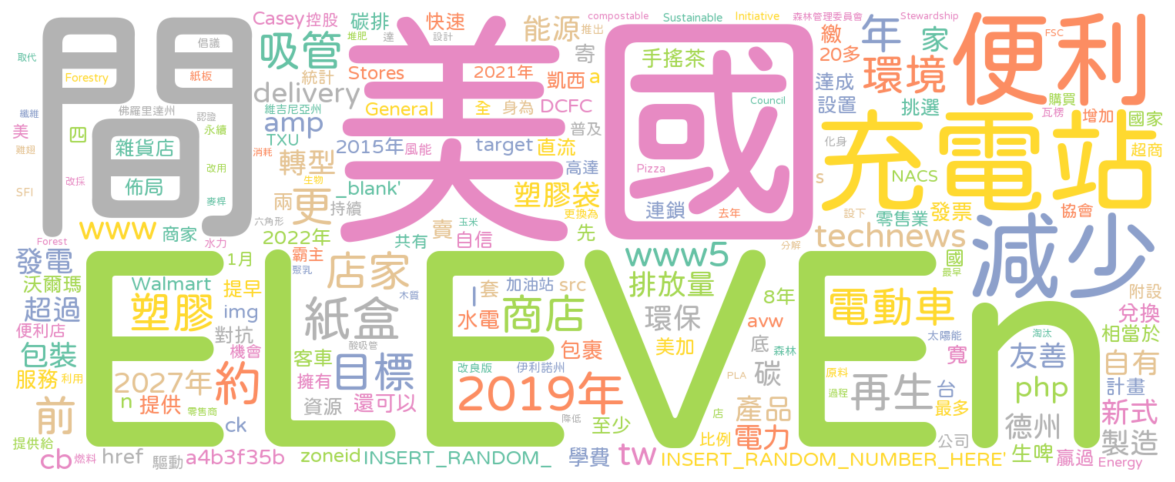 間
美國
便利
充電站
減少
ELEVEn
吸管
Casey
控股
碳排
快速
能源
推出
compostable
Sustainable
Initiative
森林管理委員會
Stewardship
FSC
取代
倡議
堆肥
達
設計
手搖茶
繳
年
家
20多
環境
Forestry
紙板
統計
Stores
2021年
凱西
寄
a
達成
設置
挑選
購買
瓦楞
增加
國家
纖維
佛羅里達州
認證
維吉尼亞州
General
全
身為
DCFC
Council
delivery
美
四
永續
amp
TXU
2015年
風能
target
直流
普及
高達
化身
超商
雞翅
雜貨店
消耗
轉型
_blank'
塑膠袋
Pizza
s
NACS
SFI
改採
佈局
改用
麥桿
生物
兩
更
持續
更換為
連鎖
去年
設下
零售業
發票
協會
www
商家
六角形
2022年
玉米
共有
賣
自信
先
technews
Forest
水力
霸主
分解
國
最早
發電
1月
聚乳
店家
加油站
src
www5
排放量
8年
附設
沃爾瑪
Walmart
提早
木質
I
套
商店
電動車
兌換
超過
塑膠
img
紙盒
水電
環保
avw
太陽能
淘汰
相當於
便利店
對抗
機會
客車
酸吸管
包裹
美加
底
森林
寬
友善
包裝
擁有
目標
改良版
伊利諾州
碳
PLA
原料
自有
服務
利用
2027年
約
2019年
再生
台
php
計畫
前
n
提供
零售商
資源
還可以
降低
至少
店
產品
過程
最多
德州
新式
提供給
ck
比例
電力
公司
生啤
製造
cb
燃料
href
驅動
a4b3f35b
zoneid
INSERT_RANDOM_
學費
tw
INSERT_RANDOM_NUMBER_HERE'
贏過
Energy